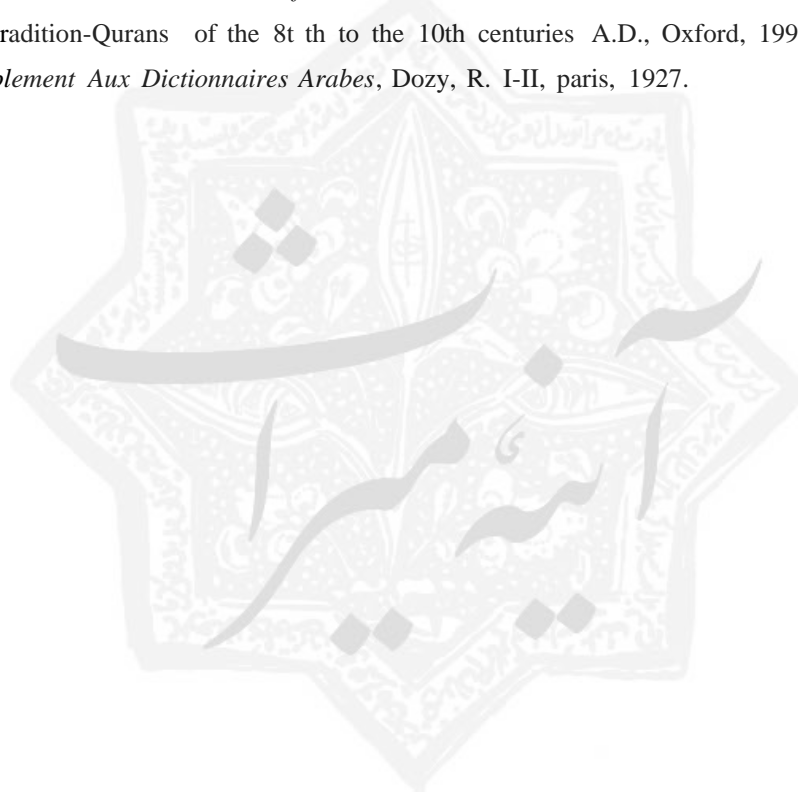 radition-Qurans of the 8t th to the 10th centuries A.D., Oxford, 199
plement Aux Dictionnaires Arabes, Dozy, R. I-II, paris, 1927.
آینهٔ میراث